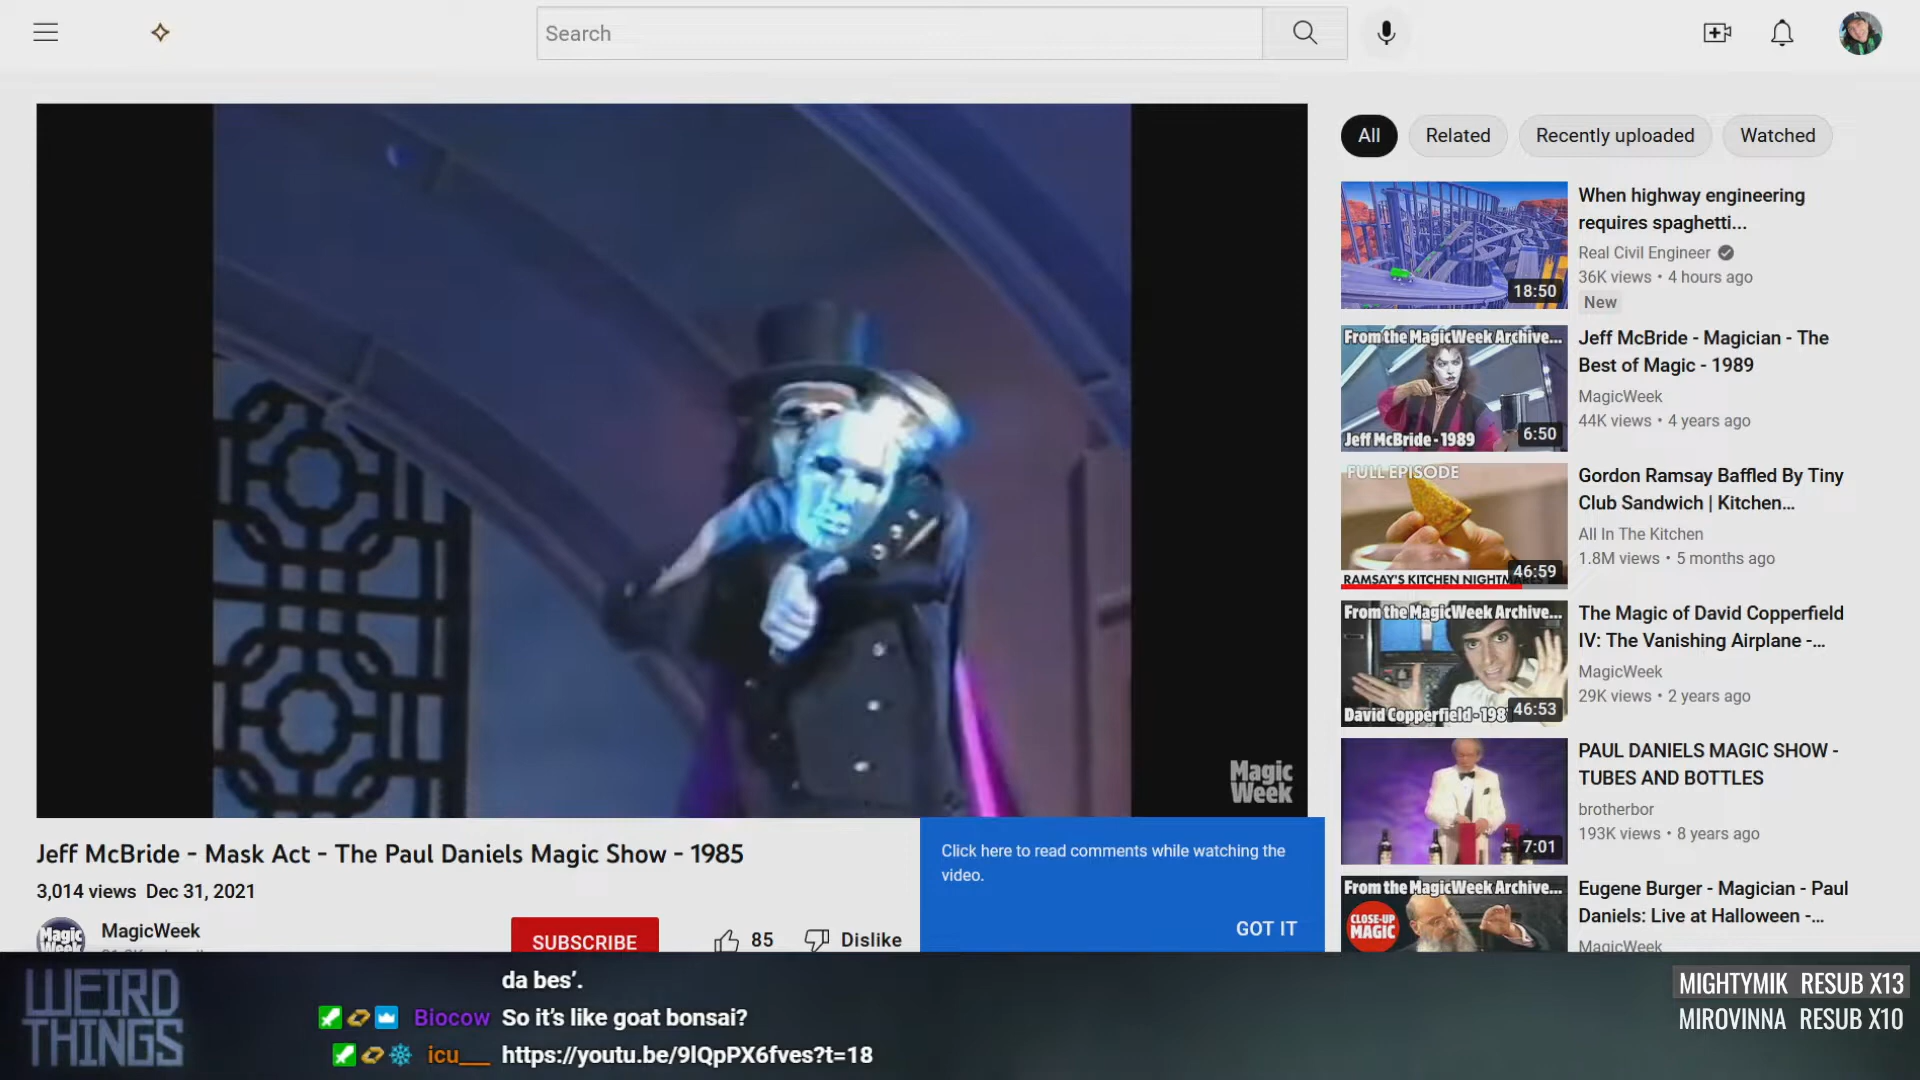 Search
All
Related
Recently uploaded
Watched
When highway engineering
requires spaghetti...
Real Civil Engineer
36K views • 4 hours ago
New
18:50
From the MagicWeek Archive...
Jeff McBride - 1989
6:50
Jeff McBride - Magician - The
Best of Magic - 1989
MagicWeek
44K views • 4 years ago
FULL EPISODE
46:59
RAMSAY'S KITCHEN NIGHTMARES
Gordon Ramsay Baffled By Tiny
Club Sandwich | Kitchen...
All In The Kitchen
1.8M views • 5 months ago
From the MagicWeek Archive...
David Copperfield - 198
46:53
The Magic of David Copperfield
IV: The Vanishing Airplane -...
MagicWeek
29K views • 2 years ago
7:01
PAUL DANIELS MAGIC SHOW -
TUBES AND BOTTLES
brotherbor
193K views • 8 years ago
From the MagicWeek Archive...
CLOSE-UP
MAGIC
Eugene Burger - Magician - Paul
Daniels: Live at Halloween -...
MagicWeek
Magic
Week
Jeff McBride - Mask Act - The Paul Daniels Magic Show - 1985
3,014 views Dec 31, 2021
Magic
Week
MagicWeek
SUBSCRIBE
85
Dislike
Click here to read comments while watching the
video.
GOT IT
WEIRD
THINGS
da bes'.
Biocow So it's like goat bonsai?
icu___ https://youtu.be/9lQpPX6fves?t=18
MIGHTYMIK RESUB X13
MIROVINNA RESUB X10